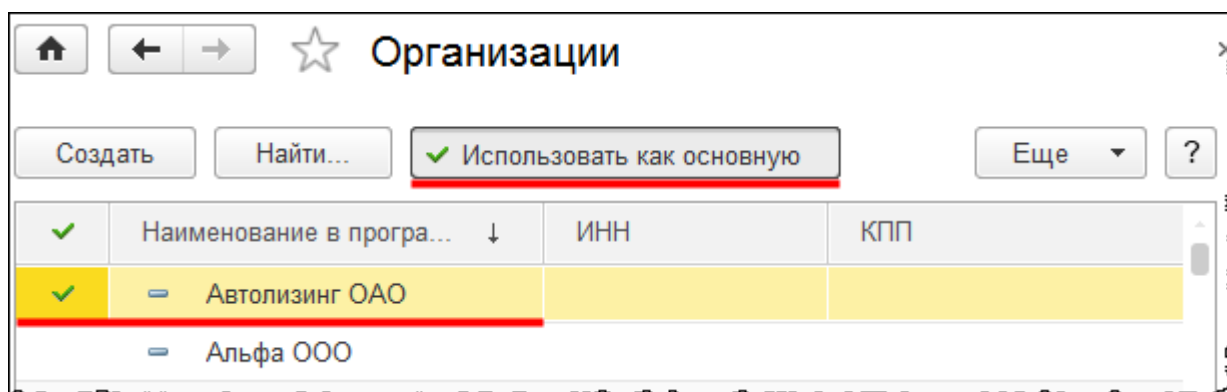 Организации
Создать Найти... Использовать как основную Еще ?
Наименование в програ... ↓ ИНН КПП
Автолизинг ОАО
Альфа ООО